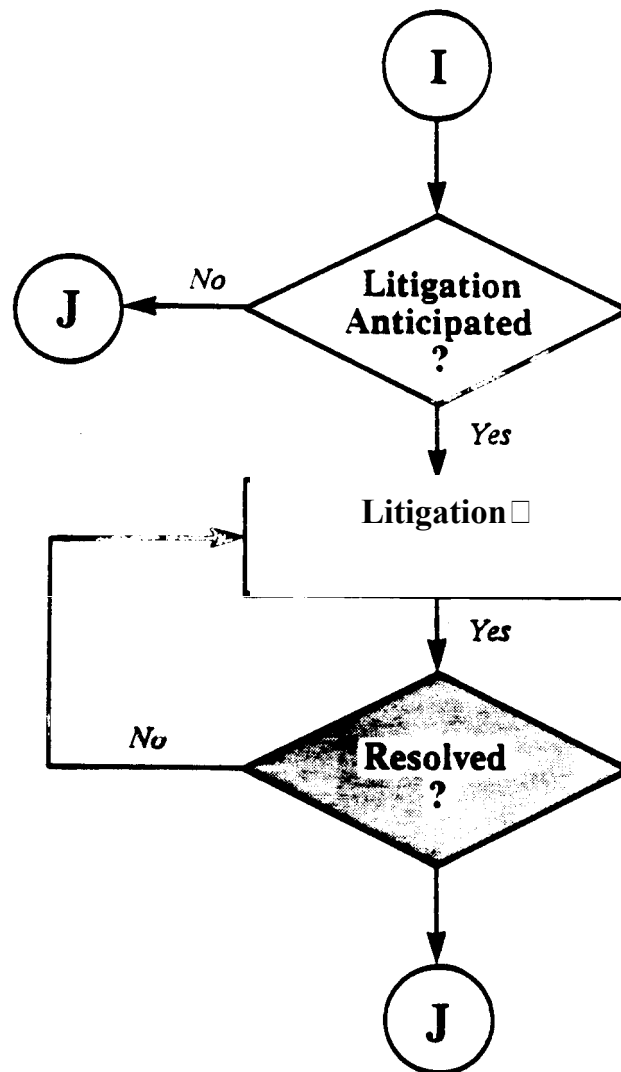 I
Litigation
Anticipated
?
No
J
Yes
Litigation □
Yes
No
Resolved
?
J